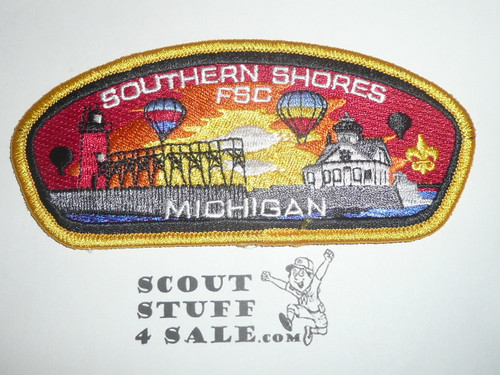 SOUTHERN SHORES
FSC
MICHIGAN
SCOUT
STUFF
4 SALE.COM